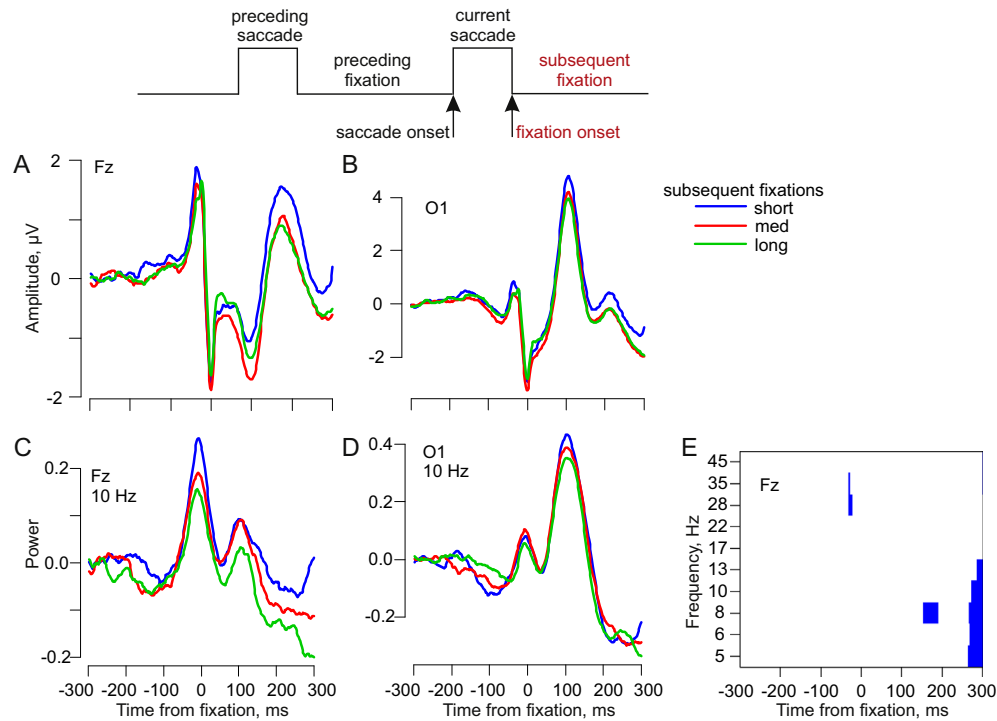 preceding
saccade
current
saccade
preceding
fixation
subsequent
fixation
saccade onset
fixation onset
A
Fz
2
0
-2
Amplitude, µV
B
O1
4
2
0
-2
subsequent fixations
short
med
long
C
Fz
10 Hz
0.2
0.0
-0.2
Power
-300 -200 -100 0 100 200 300
Time from fixation, ms
D
O1
10 Hz
0.4
0.2
0.0
-0.2
-300 -200 -100 0 100 200 300
Time from fixation, ms
E
Fz
45
35
28
22
17
13
10
8
6
5
Frequency, Hz
-300 -200 -100 0 100 200 300
Time from fixation, ms